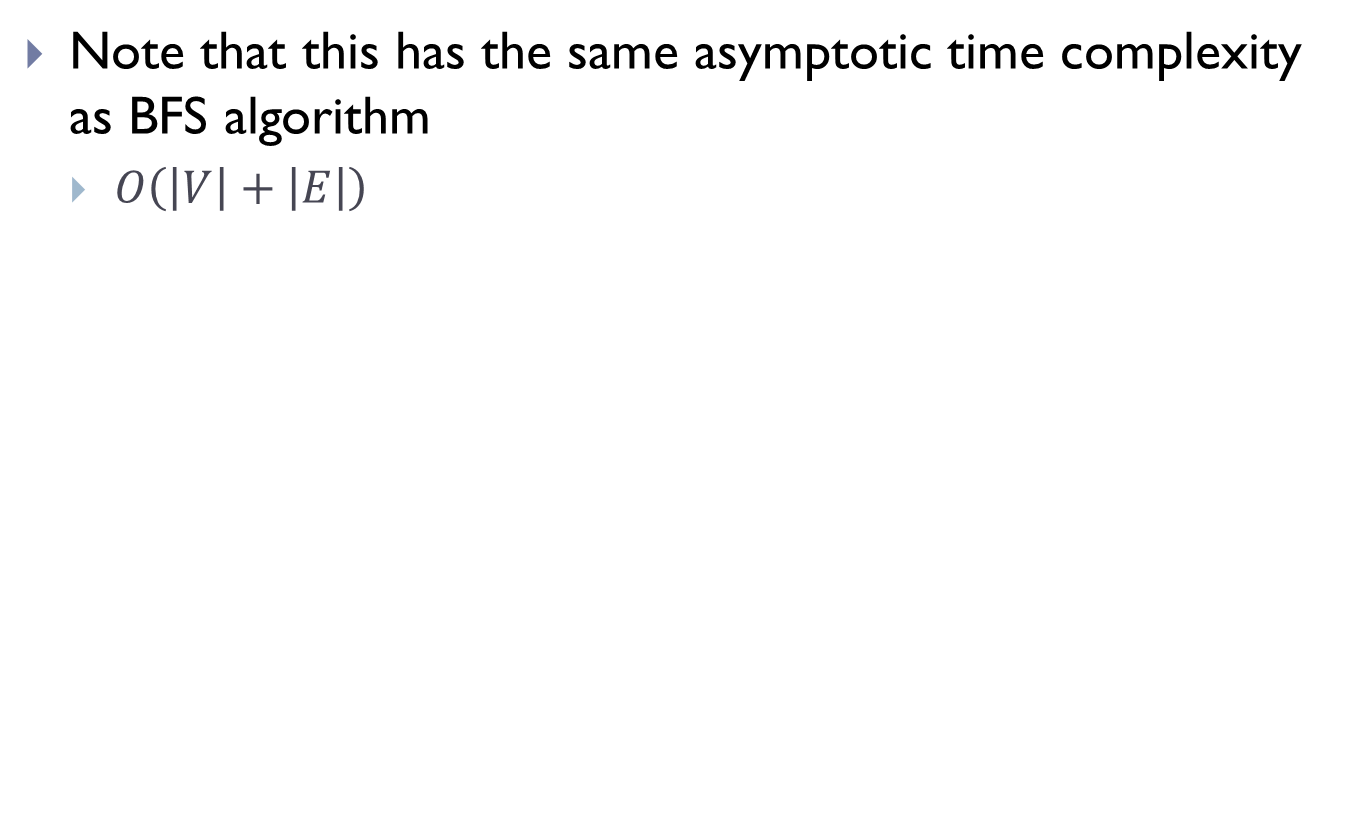 Note that this has the same asymptotic time complexity
as BFS algorithm
O(|V| + |E|)